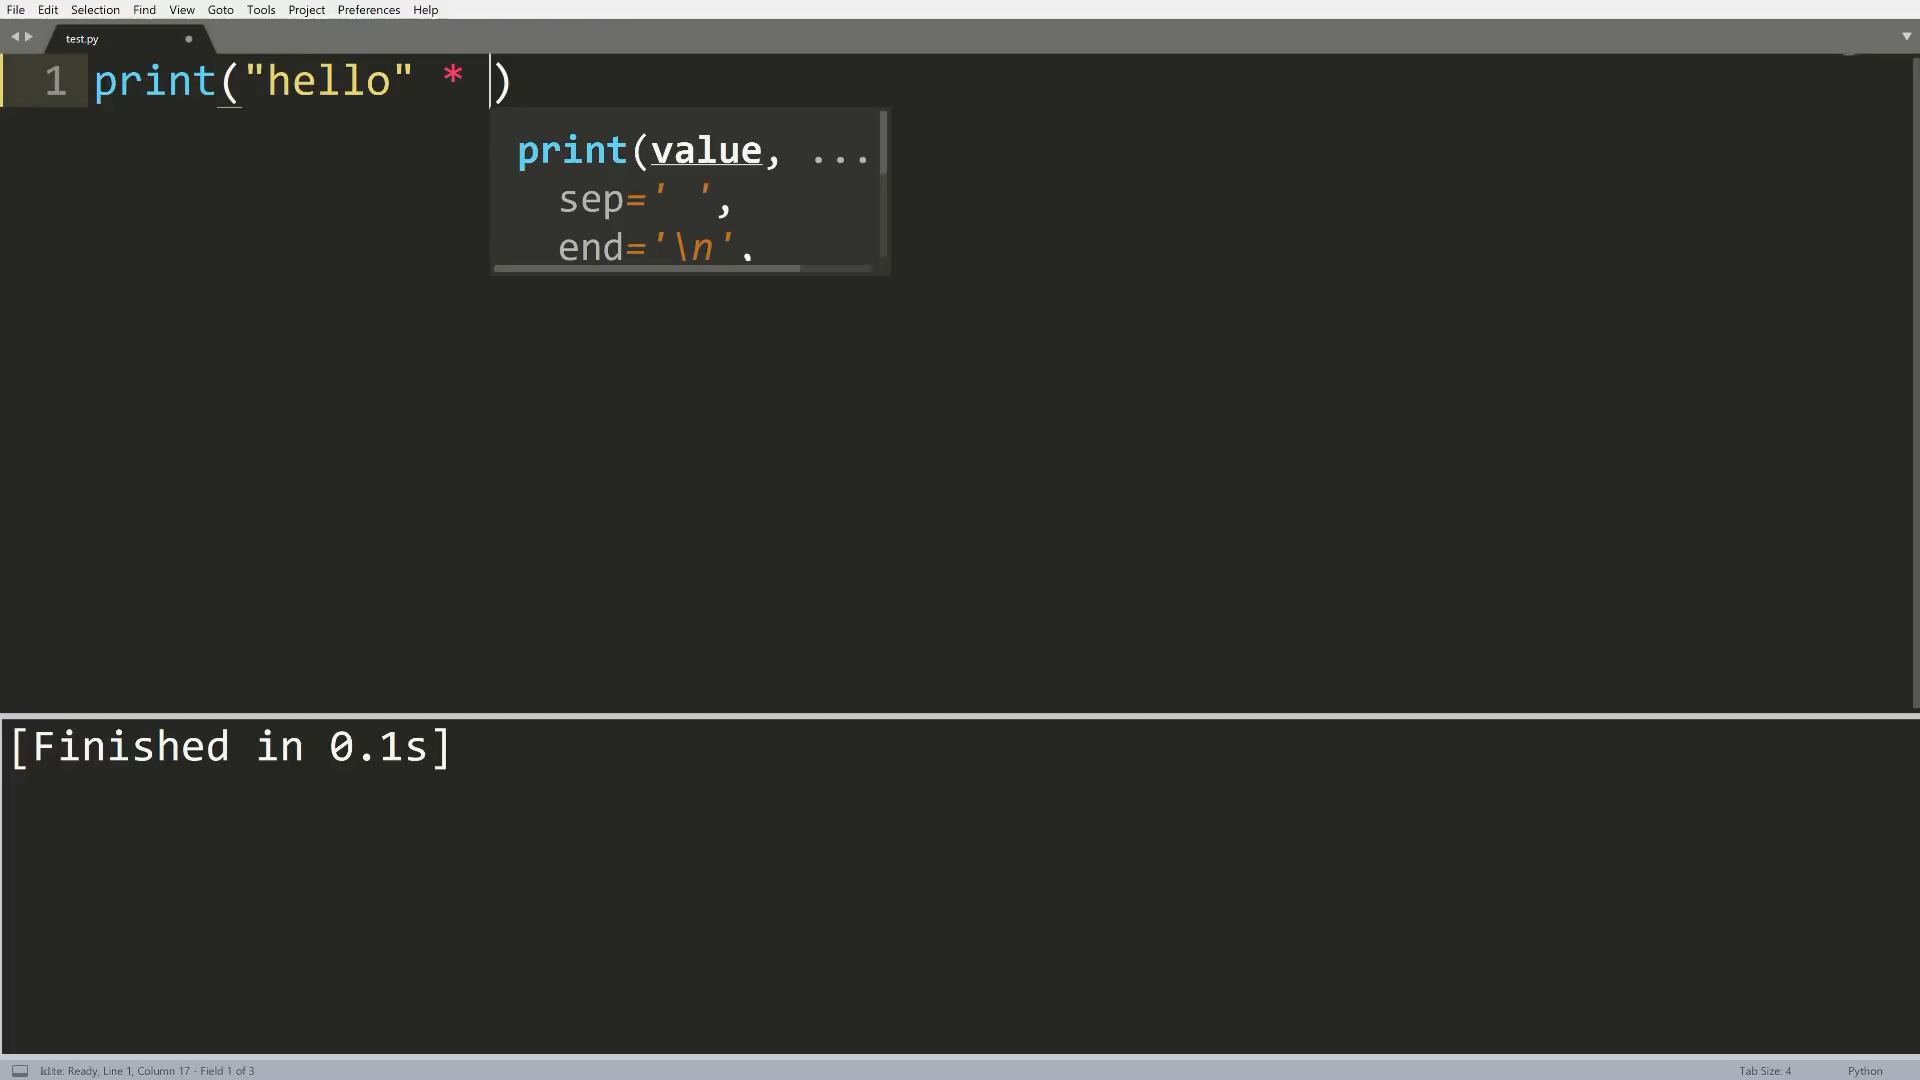 File Edit Selection Find View Goto Tools Project Preferences Help
test.py
1 print("hello" * )
print(value, ...
sep=' ',
end='\n',
[Finished in 0.1s]
kite: Ready, Line 1, Column 17 - Field 1 of 3 Tab Size: 4 Python